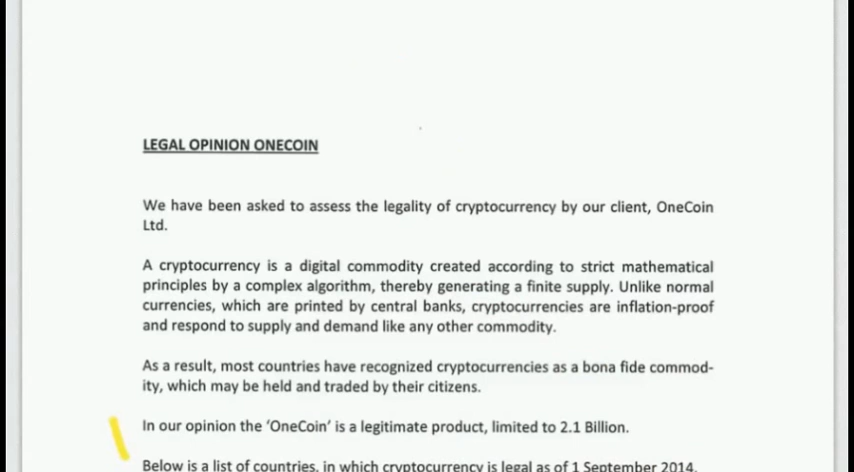 LEGAL OPINION ONECOIN
We have been asked to assess the legality of cryptocurrency by our client, OneCoin
Ltd.
A cryptocurrency is a digital commodity created according to strict mathematical
principles by a complex algorithm, thereby generating a finite supply. Unlike normal
currencies, which are printed by central banks, cryptocurrencies are inflation-proof
and respond to supply and demand like any other commodity.
As a result, most countries have recognized cryptocurrencies as a bona fide commod-
ity, which may be held and traded by their citizens.
In our opinion the ‘OneCoin’ is a legitimate product, limited to 2.1 Billion.
Below is a list of countries, in which cryptocurrency is legal as of 1 September 2014.